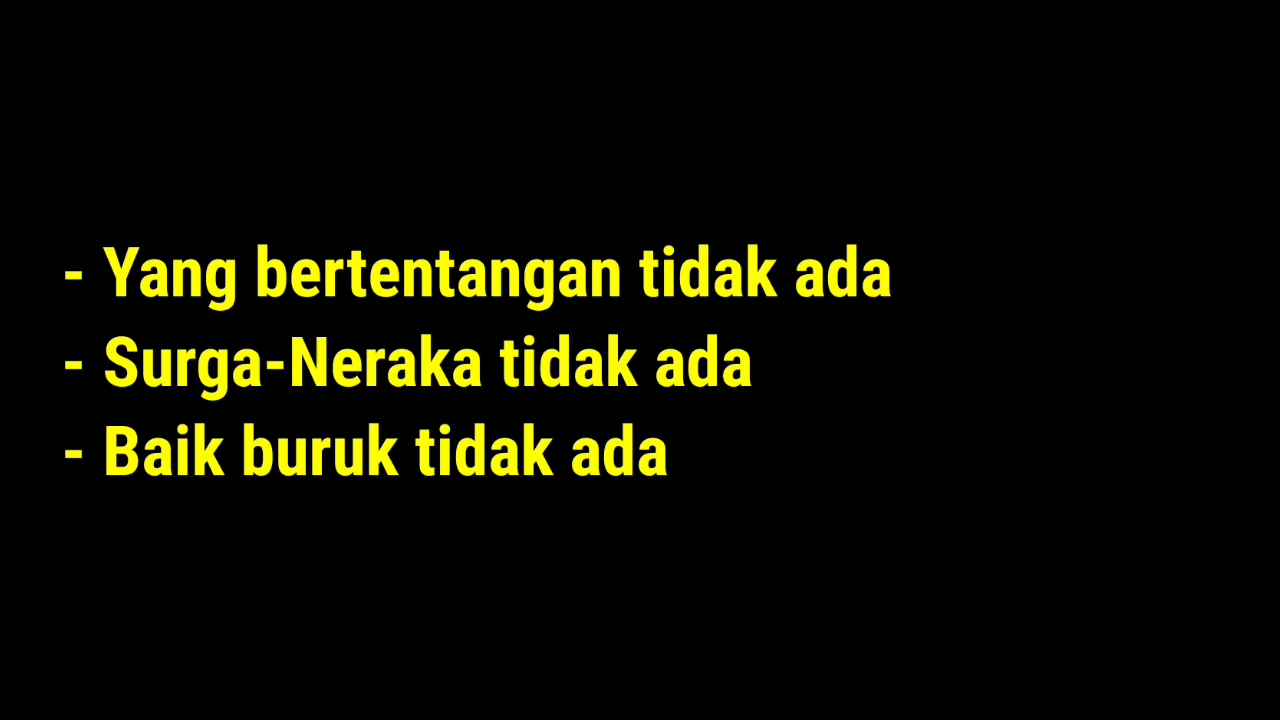 - Yang bertentangan tidak ada
- Surga-Neraka tidak ada
- Baik buruk tidak ada